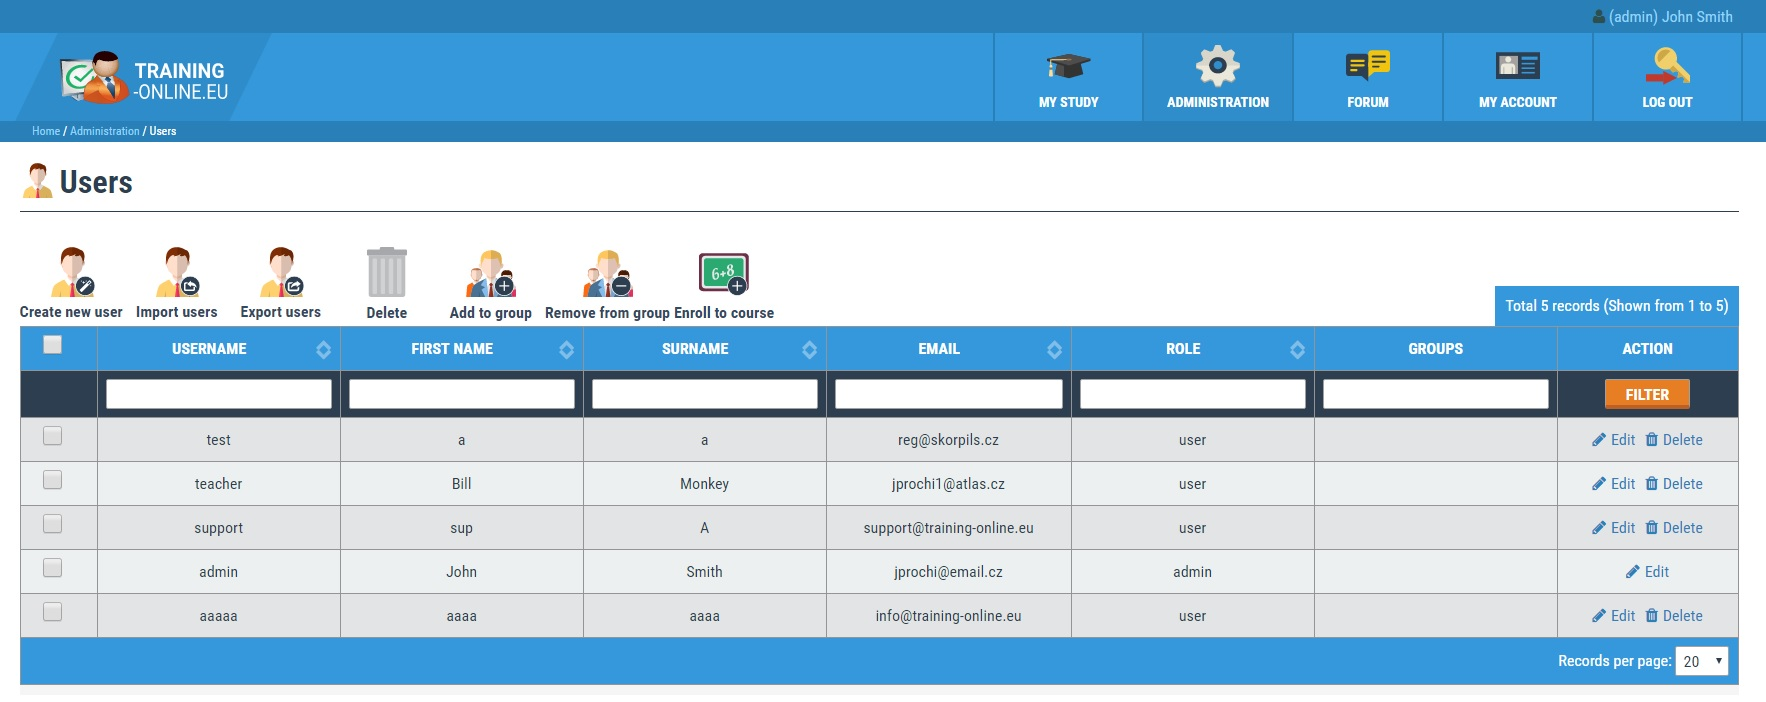 (admin) John Smith
TRAINING
-ONLINE.EU
MY STUDY ADMINISTRATION FORUM MY ACCOUNT LOG OUT
Home / Administration / Users
Users
6+8
Create new user Import users Export users Delete Add to group Remove from group Enroll to course
Total 5 records (Shown from 1 to 5)
USERNAME FIRST NAME SURNAME EMAIL ROLE GROUPS ACTION
FILTER
test a a reg@skorpils.cz user Edit Delete
teacher Bill Monkey jprochi1@atlas.cz user Edit Delete
support sup A support@training-online.eu user Edit Delete
admin John Smith jprochi@email.cz admin Edit
aaaaa aaaa aaaa info@training-online.eu user Edit Delete
Records per page: 20